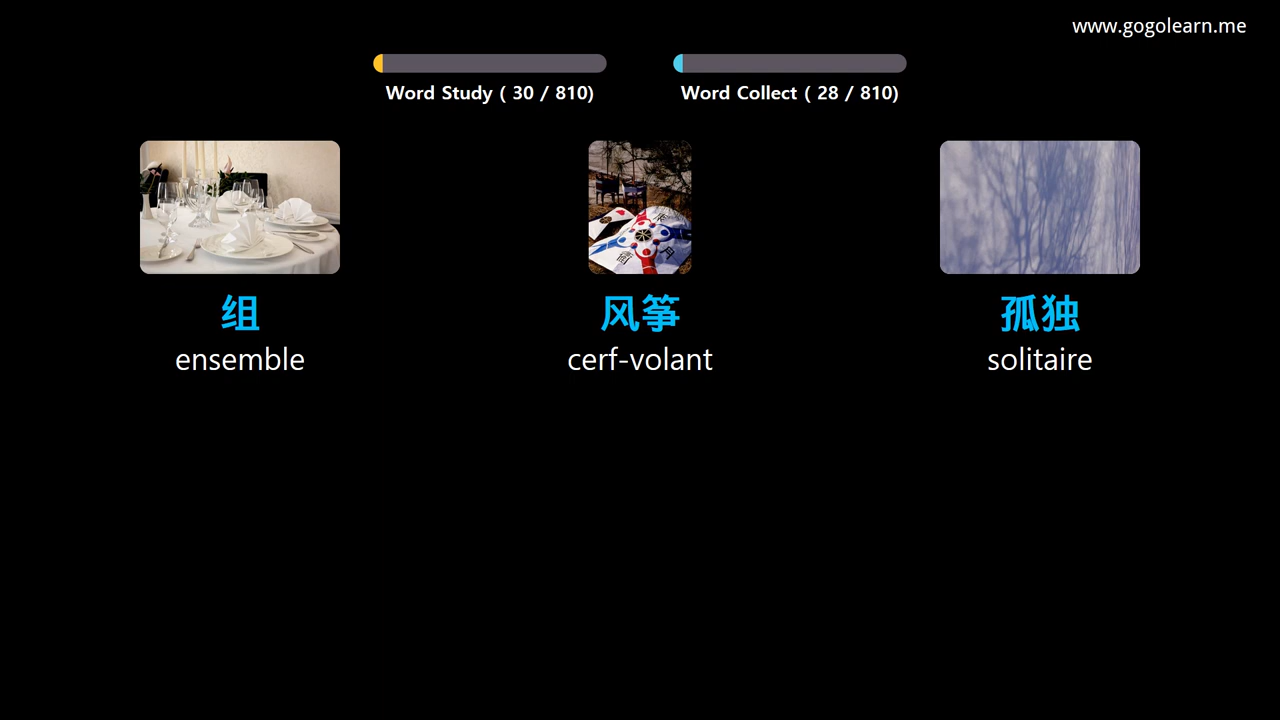 www.gogolearn.me
Word Study ( 30 / 810)
Word Collect ( 28 / 810)
组
ensemble
风筝
cerf-volant
孤独
solitaire